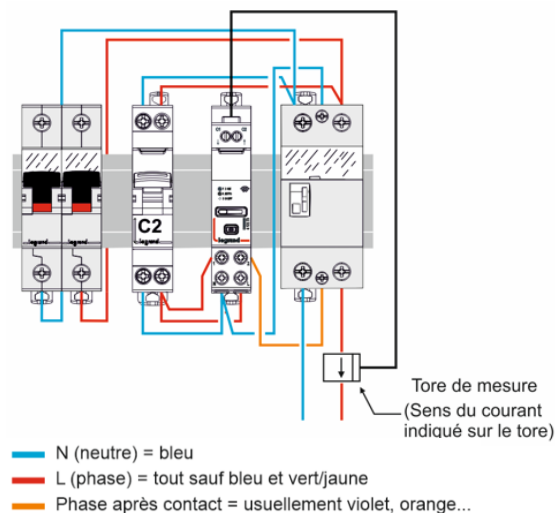 C2
legrand
legrand
legrand
legrand
Tore de mesure
(Sens du courant
indiqué sur le tore)
N (neutre) = bleu
L (phase) = tout sauf bleu et vert/jaune
Phase après contact = usuellement violet, orange...